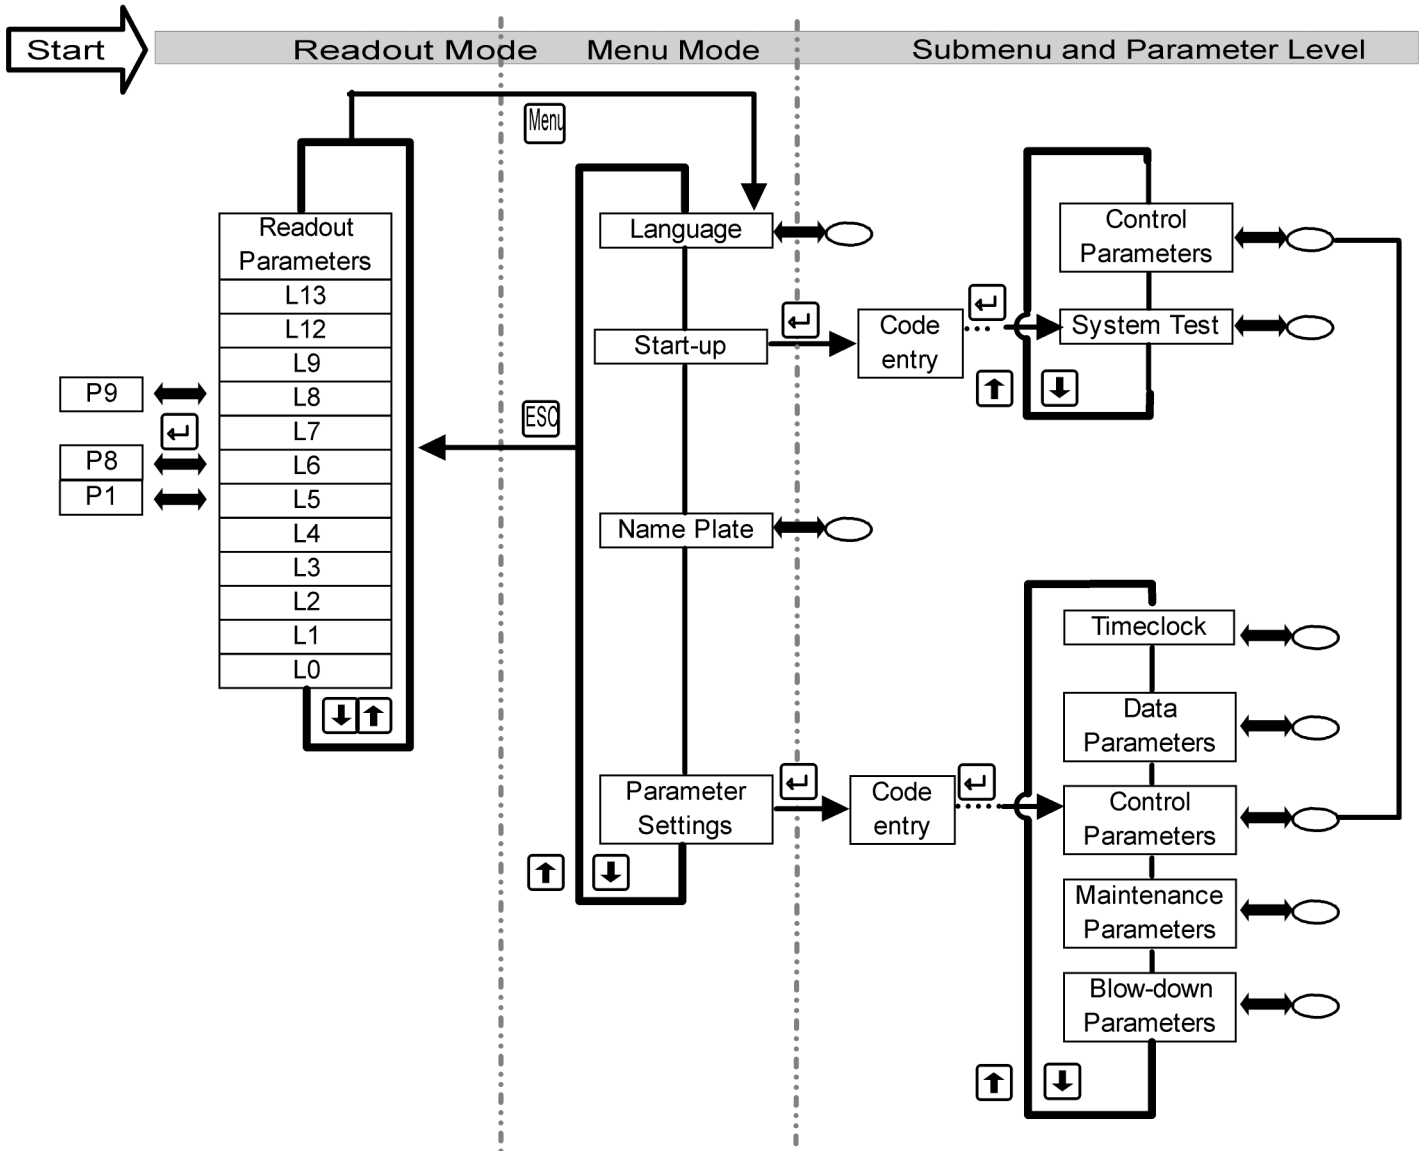 Start
Readout Mode
Menu Mode
Submenu and Parameter Level
Menu
Readout
Parameters
L13
L12
L9
L8
L7
L6
L5
L4
L3
L2
L1
L0
P9
P8
P1
ESC
Language
Start-up
Name Plate
Parameter
Settings
Code
entry
Code
entry
Control
Parameters
System Test
Timeclock
Data
Parameters
Control
Parameters
Maintenance
Parameters
Blow-down
Parameters